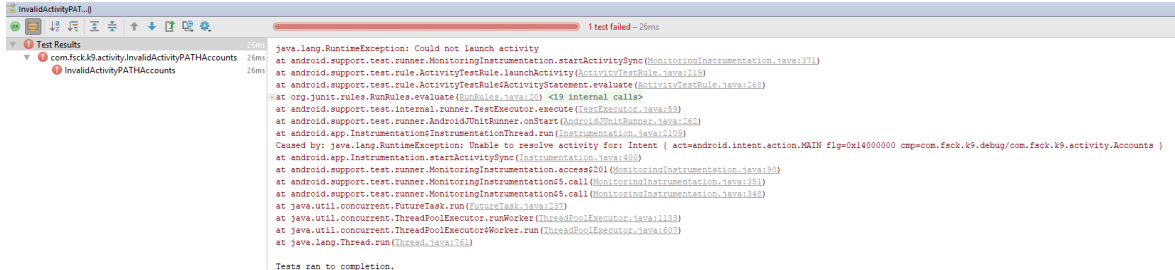 InvalidActivityPAT...()
1 test failed – 26ms
Test Results 26ms
com.fsck.k9.activity.InvalidActivityPATHAccounts 26ms
InvalidActivityPATHAccounts 26ms
java.lang.RuntimeException: Could not launch activity
at android.support.test.runner.MonitoringInstrumentation.startActivitySync(MonitoringInstrumentation.java:371)
at android.support.test.rule.ActivityTestRule.launchActivity(ActivityTestRule.java:219)
at android.support.test.rule.ActivityTestRule$ActivityStatement.evaluate(ActivityTestRule.java:268)
at org.junit.rules.RunRules.evaluate(RunRules.java:20) <19 internal calls>
at android.support.test.internal.runner.TestExecutor.execute(TestExecutor.java:59)
at android.support.test.runner.AndroidJUnitRunner.onStart(AndroidJUnitRunner.java:262)
at android.app.Instrumentation$InstrumentationThread.run(Instrumentation.java:2109)
Caused by: java.lang.RuntimeException: Unable to resolve activity for: Intent { act=android.intent.action.MAIN flg=0x14000000 cmp=com.fsck.k9.debug/com.fsck.k9.activity.Accounts }
at android.app.Instrumentation.startActivitySync(Instrumentation.java:400)
at android.support.test.runner.MonitoringInstrumentation.access$201(MonitoringInstrumentation.java:90)
at android.support.test.runner.MonitoringInstrumentation$5.call(MonitoringInstrumentation.java:351)
at android.support.test.runner.MonitoringInstrumentation$5.call(MonitoringInstrumentation.java:348)
at java.util.concurrent.FutureTask.run(FutureTask.java:237)
at java.util.concurrent.ThreadPoolExecutor.runWorker(ThreadPoolExecutor.java:1133)
at java.util.concurrent.ThreadPoolExecutor$Worker.run(ThreadPoolExecutor.java:607)
at java.lang.Thread.run(Thread.java:761)
Tests ran to completion.